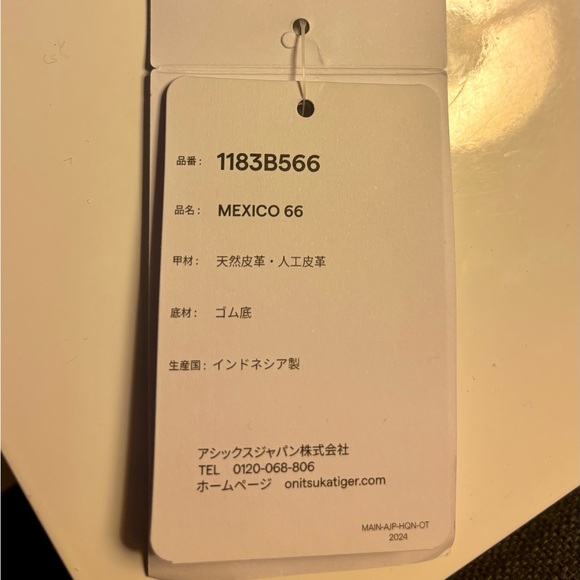 品番: 1183B566
品名: MEXICO 66
甲材: 天然皮革・人工皮革
底材: ゴム底
生産国: インドネシア製
アシックスジャパン株式会社
TEL 0120-068-806
ホームページ onitsukatiger.com
MAIN-AJP-HQN-OT
2024